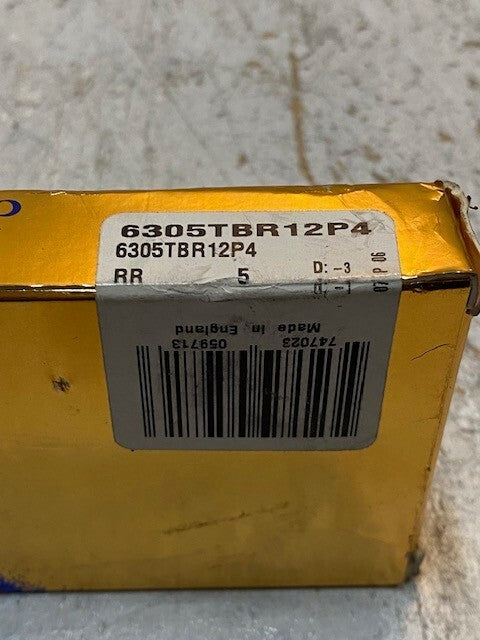 6305TBR12P4
6305TBR12P4
RR 5 D: -3
Made in England
747023 059713